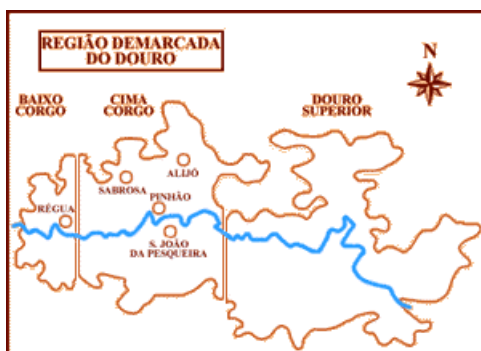 REGIÃO DEMARCADA
DO DOURO
N
BAIXO
CORGO
CIMA
CORGO
DOURO
SUPERIOR
ALIJÓ
SABROSA
PINHÃO
RÉGUA
S. JOÃO
DA PESQUEIRA